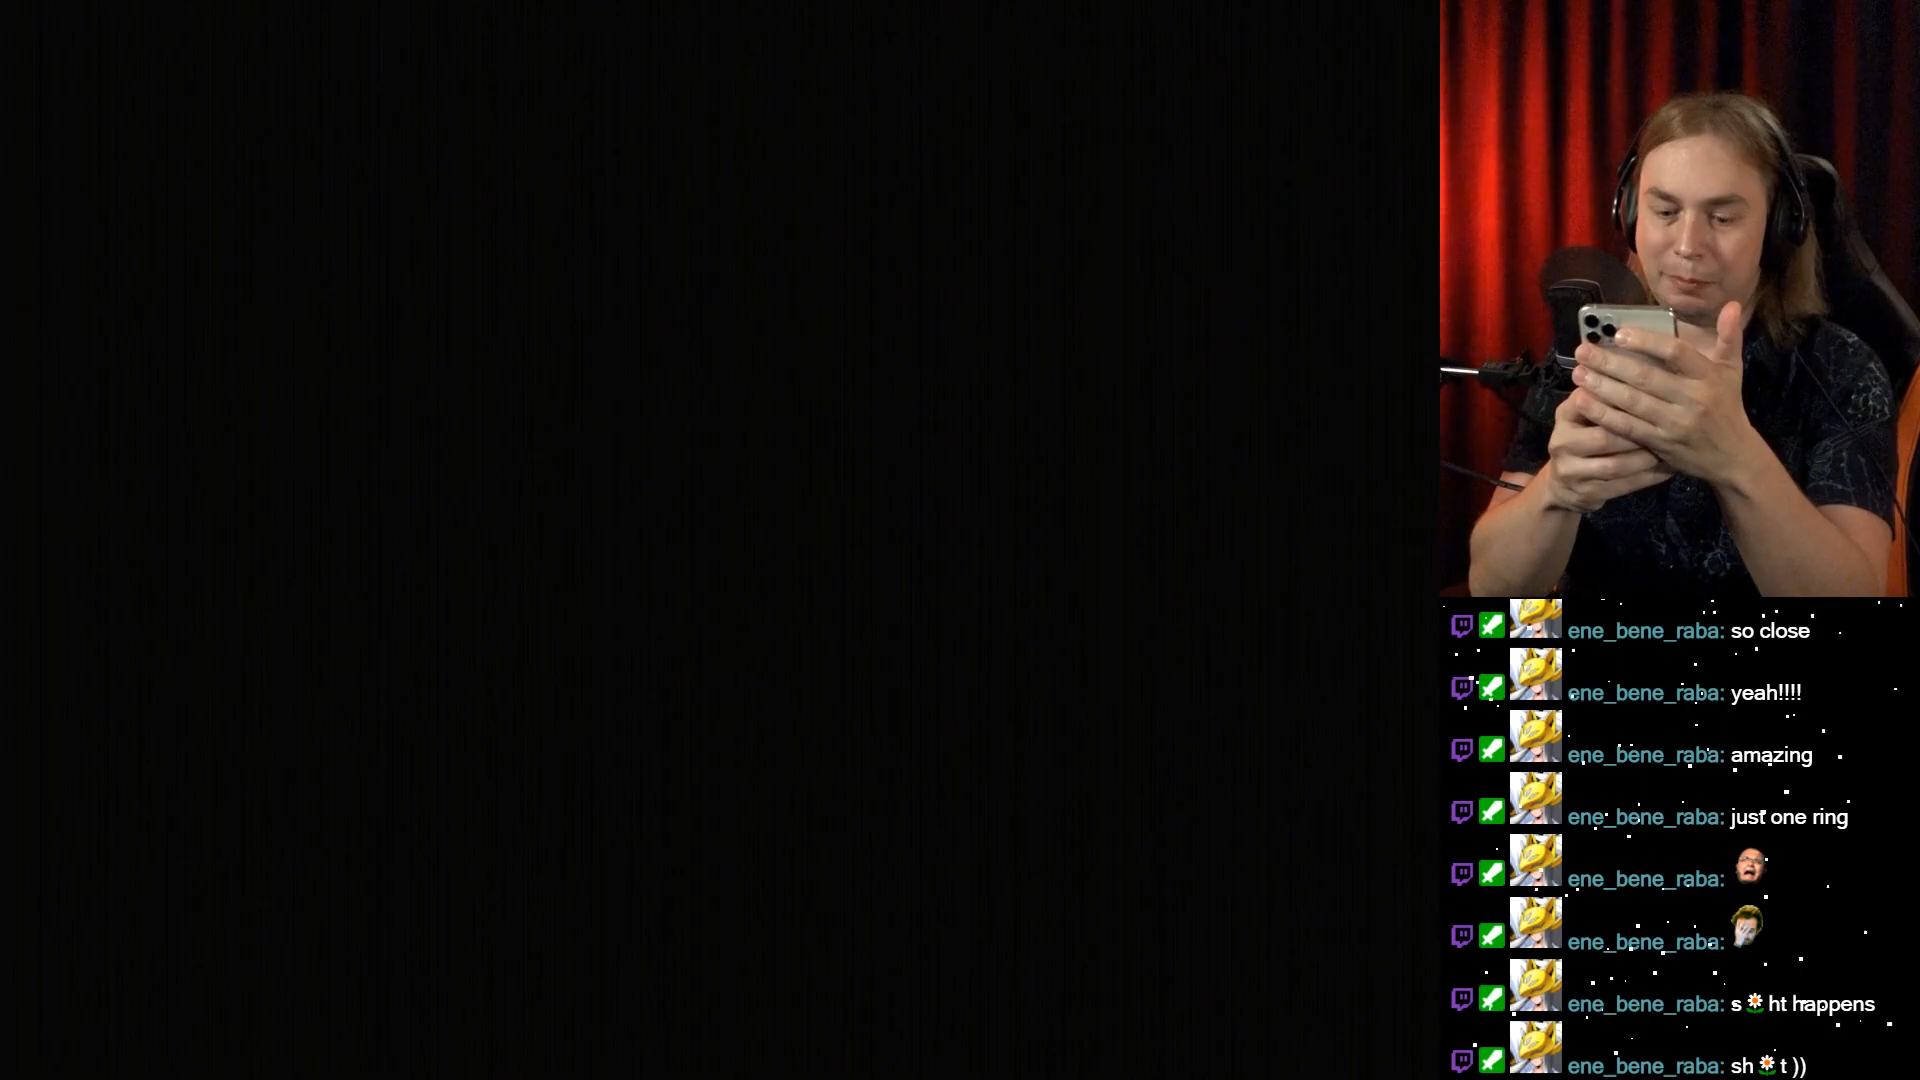 ene_bene_raba: so close
ene_bene_raba: yeah!!!!
ene_bene_raba: amazing
ene_bene_raba: just one ring
ene_bene_raba:
ene_bene_raba:
ene_bene_raba: s🌼ht happens
ene_bene_raba: sh🌼t ))